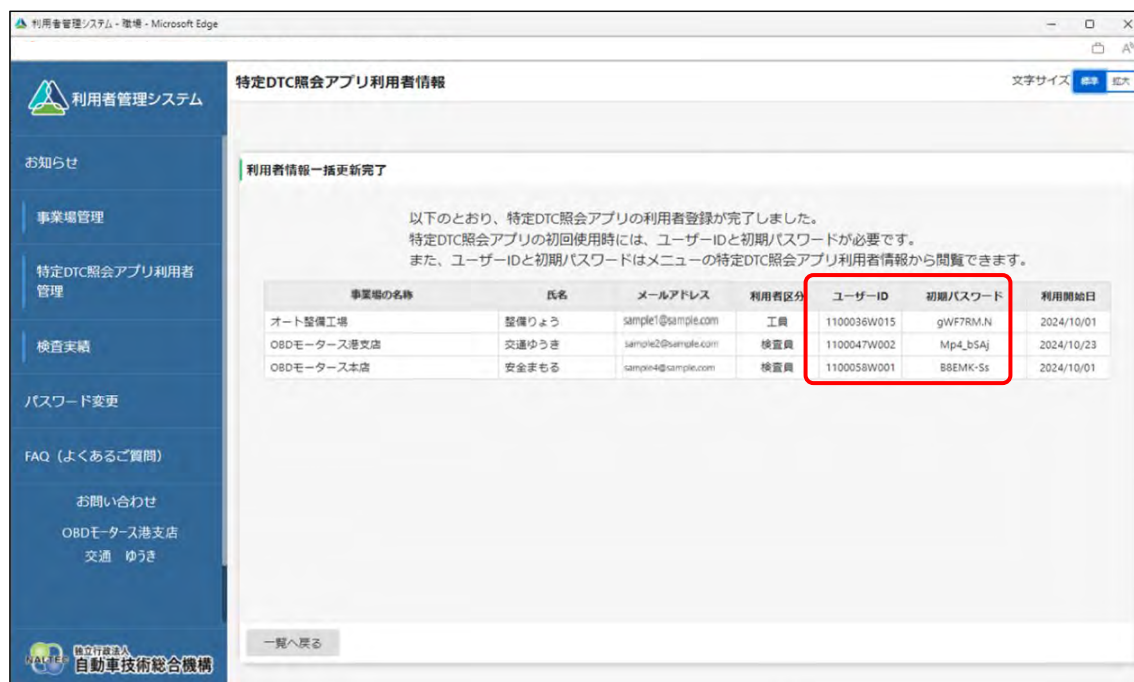 利用者管理システム - 職場 - Microsoft Edge
利用者管理システム
特定DTC照会アプリ利用者情報
文字サイズ 標準 拡大
お知らせ
事業場管理
特定DTC照会アプリ利用者
管理
検査実績
パスワード変更
FAQ（よくあるご質問）
お問い合わせ
OBDモータース港支店
交通 ゆうき
独立行政法人
自動車技術総合機構
NALTEC
利用者情報一括更新完了
以下のとおり、特定DTC照会アプリの利用者登録が完了しました。
特定DTC照会アプリの初回使用時には、ユーザーIDと初期パスワードが必要です。
また、ユーザーIDと初期パスワードはメニューの特定DTC照会アプリ利用者情報から閲覧できます。
事業場の名称 氏名 メールアドレス 利用者区分 ユーザーID 初期パスワード 利用開始日
オート整備工場 整備りょう sample1@sample.com 工員 1100036W015 gWF7RM.N 2024/10/01
OBDモータース港支店 交通ゆうき sample2@sample.com 検査員 1100047W002 Mp4_bSAj 2024/10/23
OBDモータース本店 安全まもる sample4@sample.com 検査員 1100058W001 B8EMK-Ss 2024/10/01
一覧へ戻る